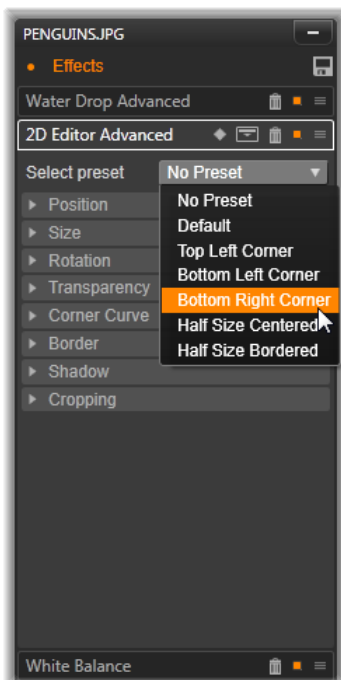 PENGUINS.JPG
Effects
Water Drop Advanced
2D Editor Advanced
Select preset No Preset
Position
Size
Rotation
Transparency
Corner Curve
Border
Shadow
Cropping
No Preset
Default
Top Left Corner
Bottom Left Corner
Bottom Right Corner
Half Size Centered
Half Size Bordered
White Balance